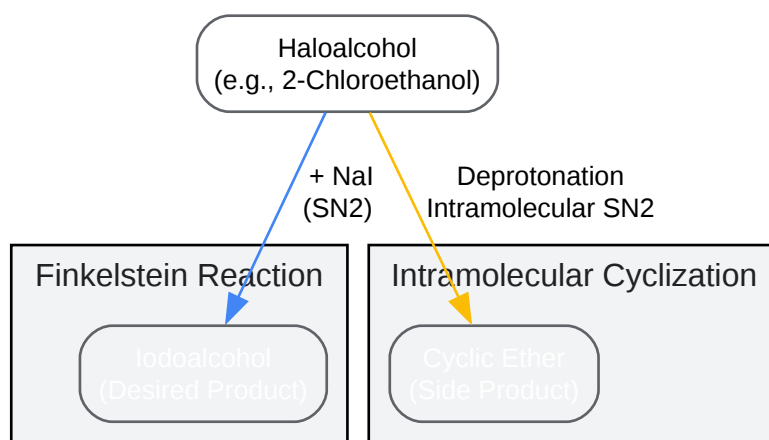 Haloalcohol
(e.g., 2-Chloroethanol)
+ NaI
(SN2)
Deprotonation
Intramolecular SN2
Finkelstein Reaction
Intramolecular Cyclization
Iodoalcohol
(Desired Product)
Cyclic Ether
(Side Product)